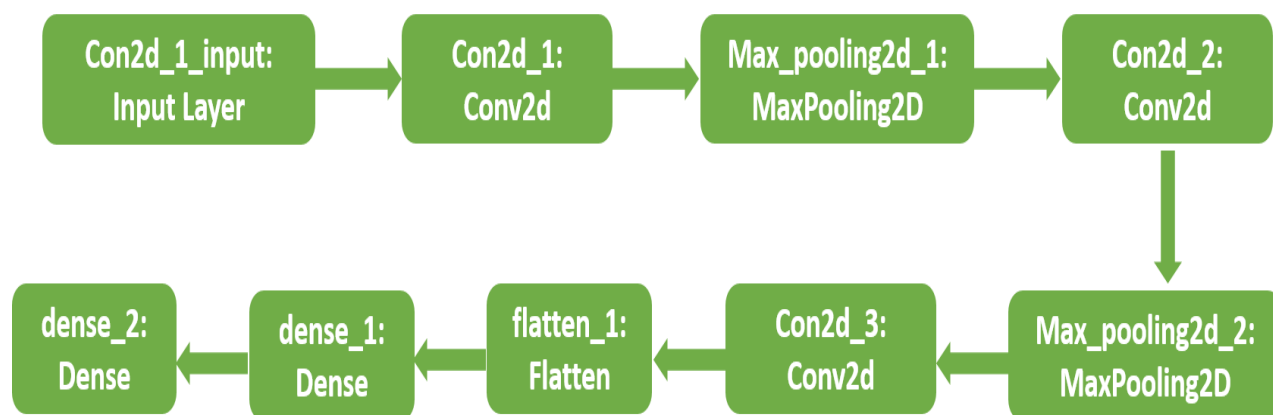 Con2d_1_input:
Input Layer
Con2d_1:
Conv2d
Max_pooling2d_1:
MaxPooling2D
Con2d_2:
Conv2d
Max_pooling2d_2:
MaxPooling2D
Con2d_3:
Conv2d
flatten_1:
Flatten
dense_1:
Dense
dense_2:
Dense